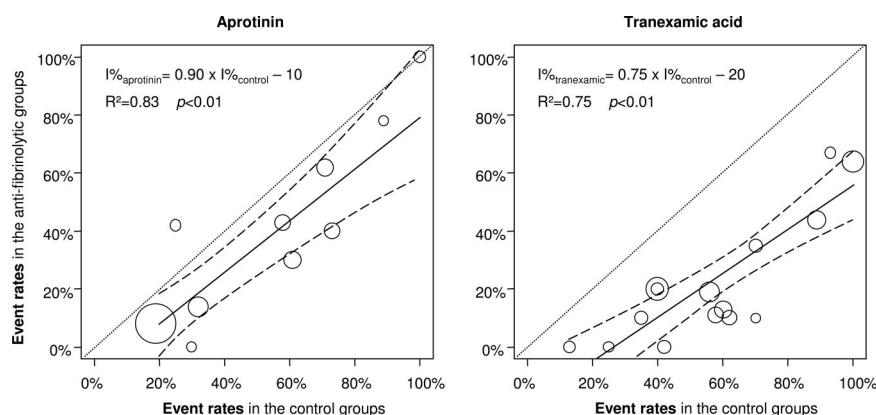 Aprotinin
I%aprotinin= 0.90 x I%control – 10
R²=0.83 p<0.01
Event rates in the anti-fibrinolytic groups
100%
80%
60%
40%
20%
0%
0% 20% 40% 60% 80% 100%
Event rates in the control groups
Tranexamic acid
I%tranexamic= 0.75 x I%control – 20
R²=0.75 p<0.01
100%
80%
60%
40%
20%
0%
0% 20% 40% 60% 80% 100%
Event rates in the control groups